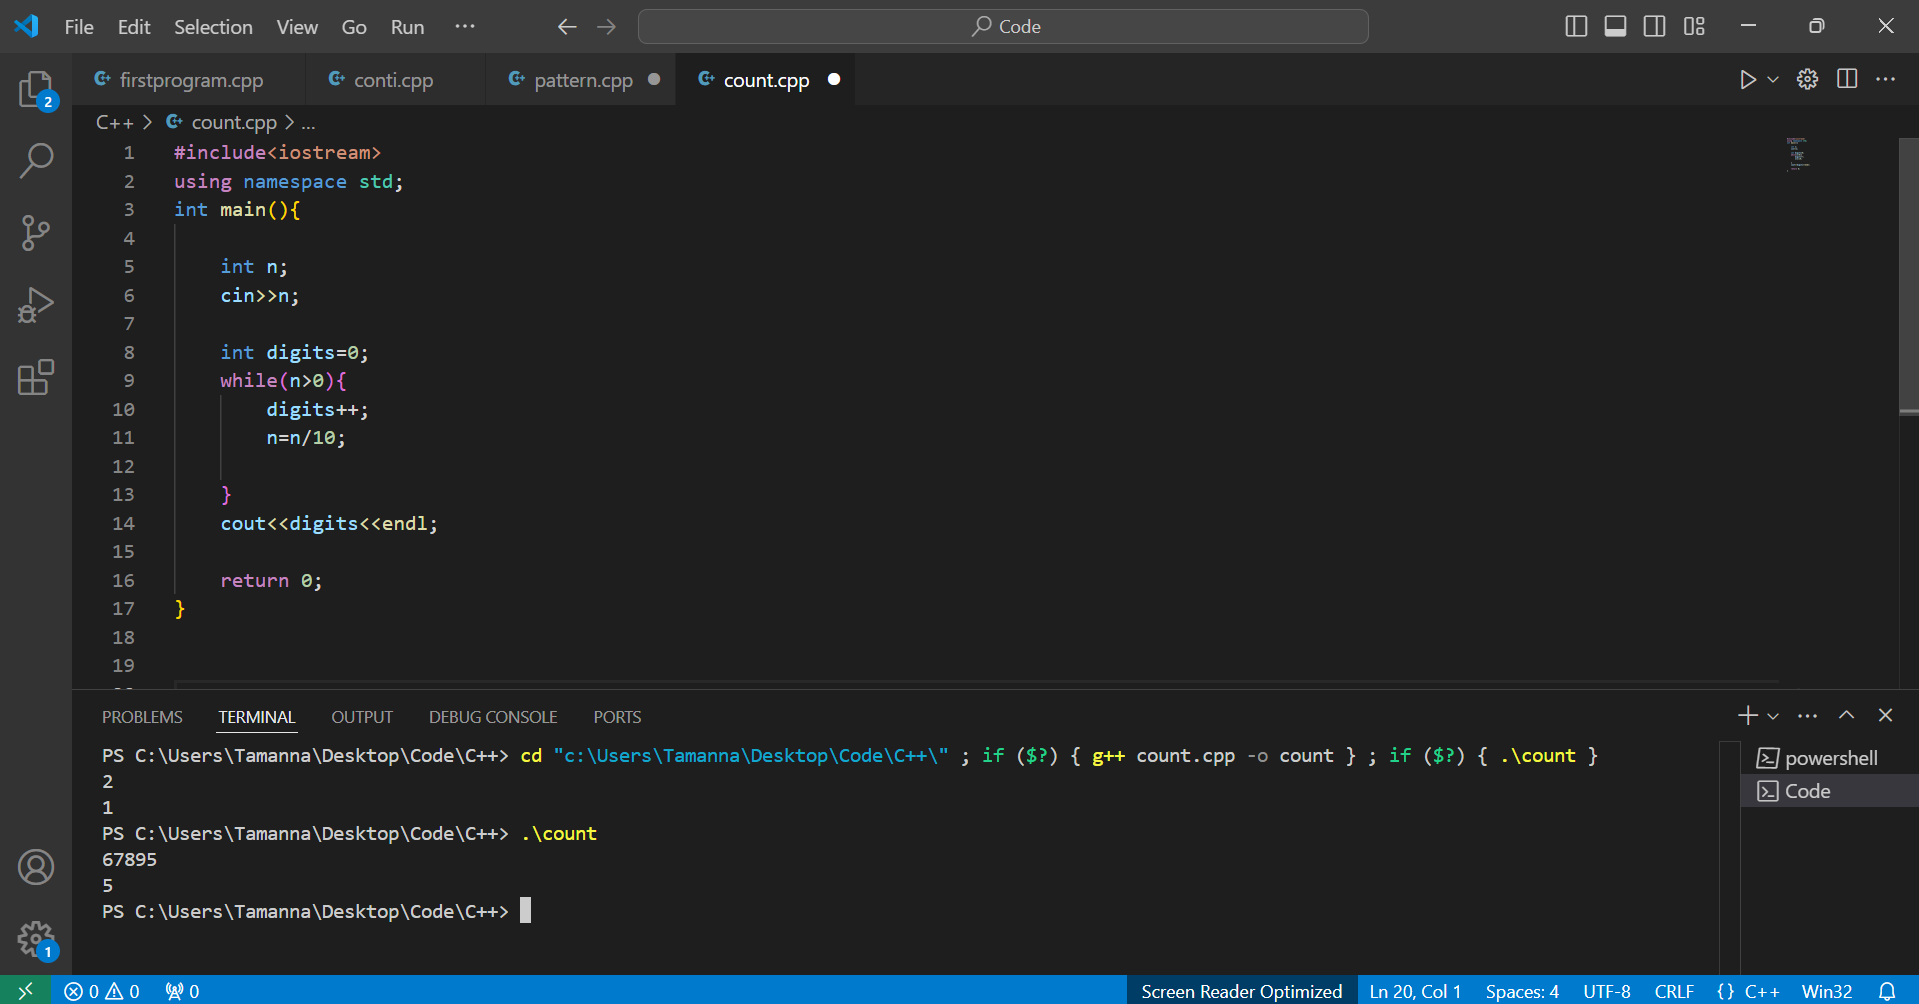 File Edit Selection View Go Run ··· Code
firstprogram.cpp conti.cpp pattern.cpp count.cpp
C++ > count.cpp > ...
1 #include<iostream>
2 using namespace std;
3 int main(){
4
5 int n;
6 cin>>n;
7
8 int digits=0;
9 while(n>0){
10 digits++;
11 n=n/10;
12
13 }
14 cout<<digits<<endl;
15
16 return 0;
17 }
18
19
PROBLEMS TERMINAL OUTPUT DEBUG CONSOLE PORTS
PS C:\Users\Tamanna\Desktop\Code\C++> cd "c:\Users\Tamanna\Desktop\Code\C++\" ; if ($?) { g++ count.cpp -o count } ; if ($?) { .\count }
2
1
PS C:\Users\Tamanna\Desktop\Code\C++> .\count
67895
5
PS C:\Users\Tamanna\Desktop\Code\C++>
powershell
Code
2
1
0 0 0 Screen Reader Optimized Ln 20, Col 1 Spaces: 4 UTF-8 CRLF {} C++ Win32